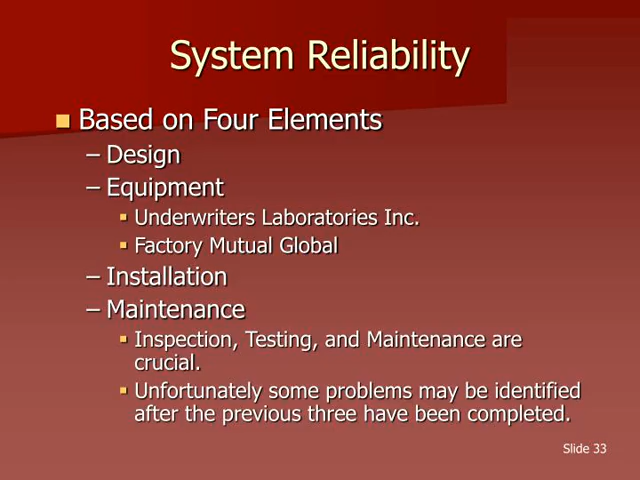 System Reliability
Based on Four Elements
– Design
– Equipment
Underwriters Laboratories Inc.
Factory Mutual Global
– Installation
– Maintenance
Inspection, Testing, and Maintenance are
crucial.
Unfortunately some problems may be identified
after the previous three have been completed.
Slide 33